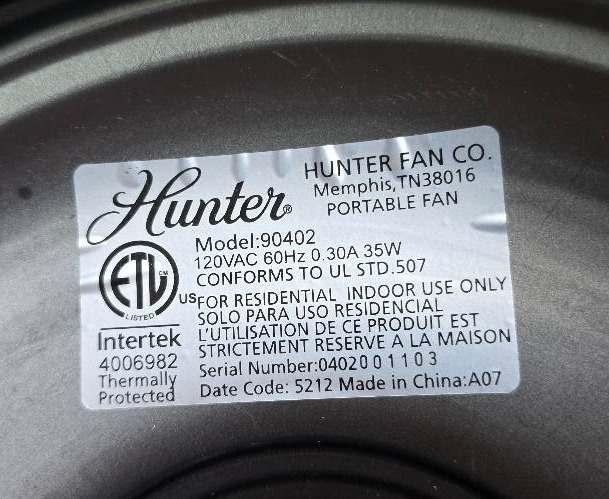 Hunter®
HUNTER FAN CO.
Memphis,TN38016
PORTABLE FAN
Model:90402
120VAC 60Hz 0.30A 35W
CONFORMS TO UL STD.507
ETL CM
LISTED
US
Intertek
4006982
Thermally
Protected
FOR RESIDENTIAL INDOOR USE ONLY
SOLO PARA USO RESIDENCIAL
L'UTILISATION DE CE PRODUIT EST
STRICTEMENT RESERVE A LA MAISON
Serial Number:0402001103
Date Code: 5212 Made in China:A07